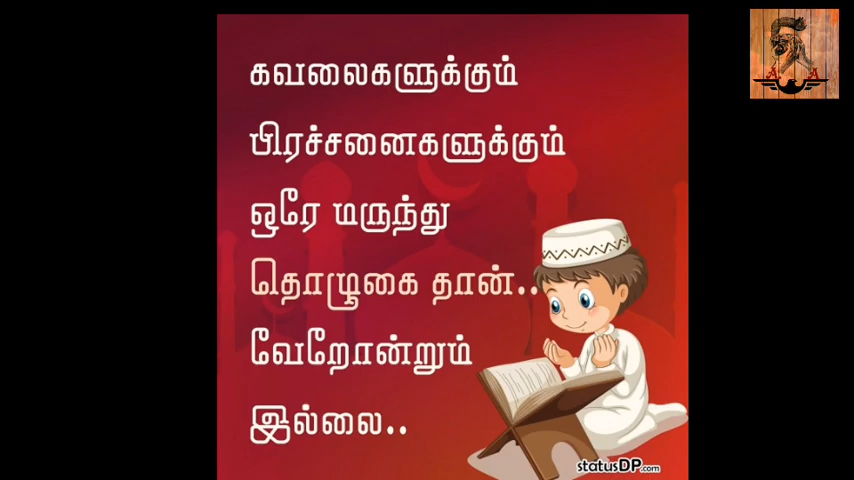 கவலைகளுக்கும்
பிரச்சனைகளுக்கும்
ஒரே மருந்து
தொழுகை தான்..
வேறோன்றும்
இல்லை..
statusDP.com
A A